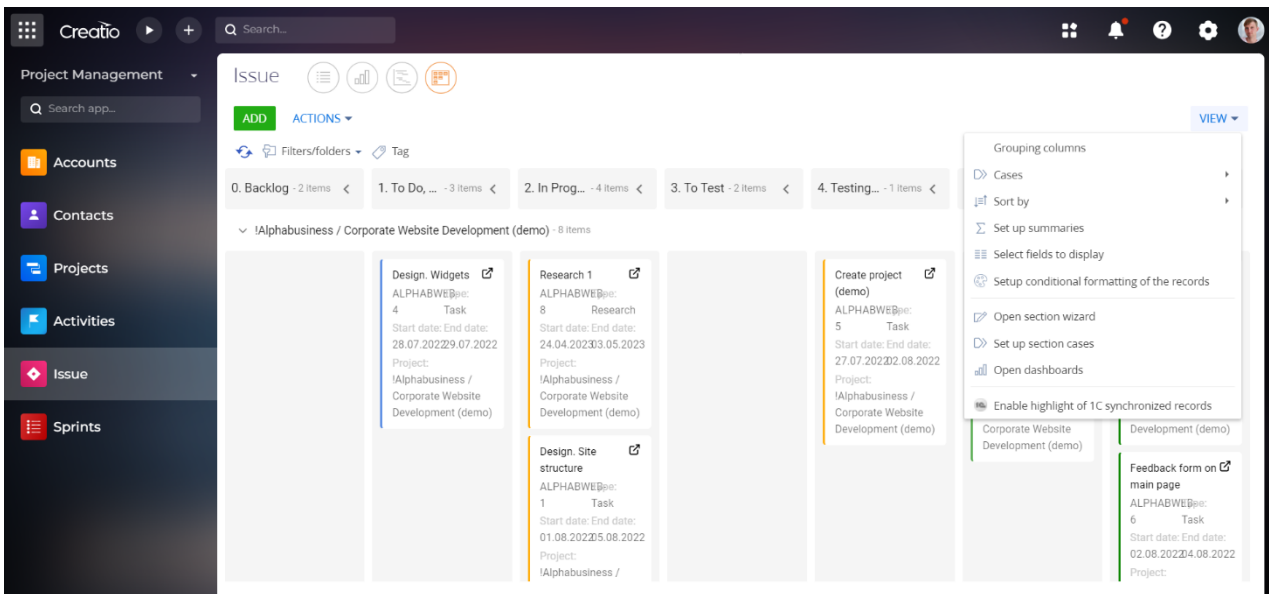 Creatio
Search...
Project Management
Search app...
Accounts
Contacts
Projects
Activities
Issue
Sprints
Issue
ADD
ACTIONS
VIEW
Filters/folders
Tag
0. Backlog - 2 items
1. To Do, ... - 3 items
2. In Prog... - 4 items
3. To Test - 2 items
4. Testing... - 1 items
!Alphabusiness / Corporate Website Development (demo) - 8 items
Design. Widgets
ALPHABWEB-
4 Task
Start date: End date:
28.07.2022 29.07.2022
Project:
!Alphabusiness /
Corporate Website
Development (demo)
Research 1
ALPHABWEB-
8 Research
Start date: End date:
24.04.2023 03.05.2023
Project:
!Alphabusiness /
Corporate Website
Development (demo)
Design. Site
structure
ALPHABWEB-
1 Task
Start date: End date:
01.08.2022 05.08.2022
Project:
!Alphabusiness /
Create project
(demo)
ALPHABWEB-
5 Task
Start date: End date:
27.07.2022 02.08.2022
Project:
!Alphabusiness /
Corporate Website
Development (demo)
Grouping columns
Cases
Sort by
Set up summaries
Select fields to display
Setup conditional formatting of the records
Open section wizard
Set up section cases
Open dashboards
Enable highlight of 1C synchronized records
Corporate Website
Development (demo)
Development (demo)
Feedback form on
main page
ALPHABWEB-
6 Task
Start date: End date:
02.08.2022 04.08.2022
Project: